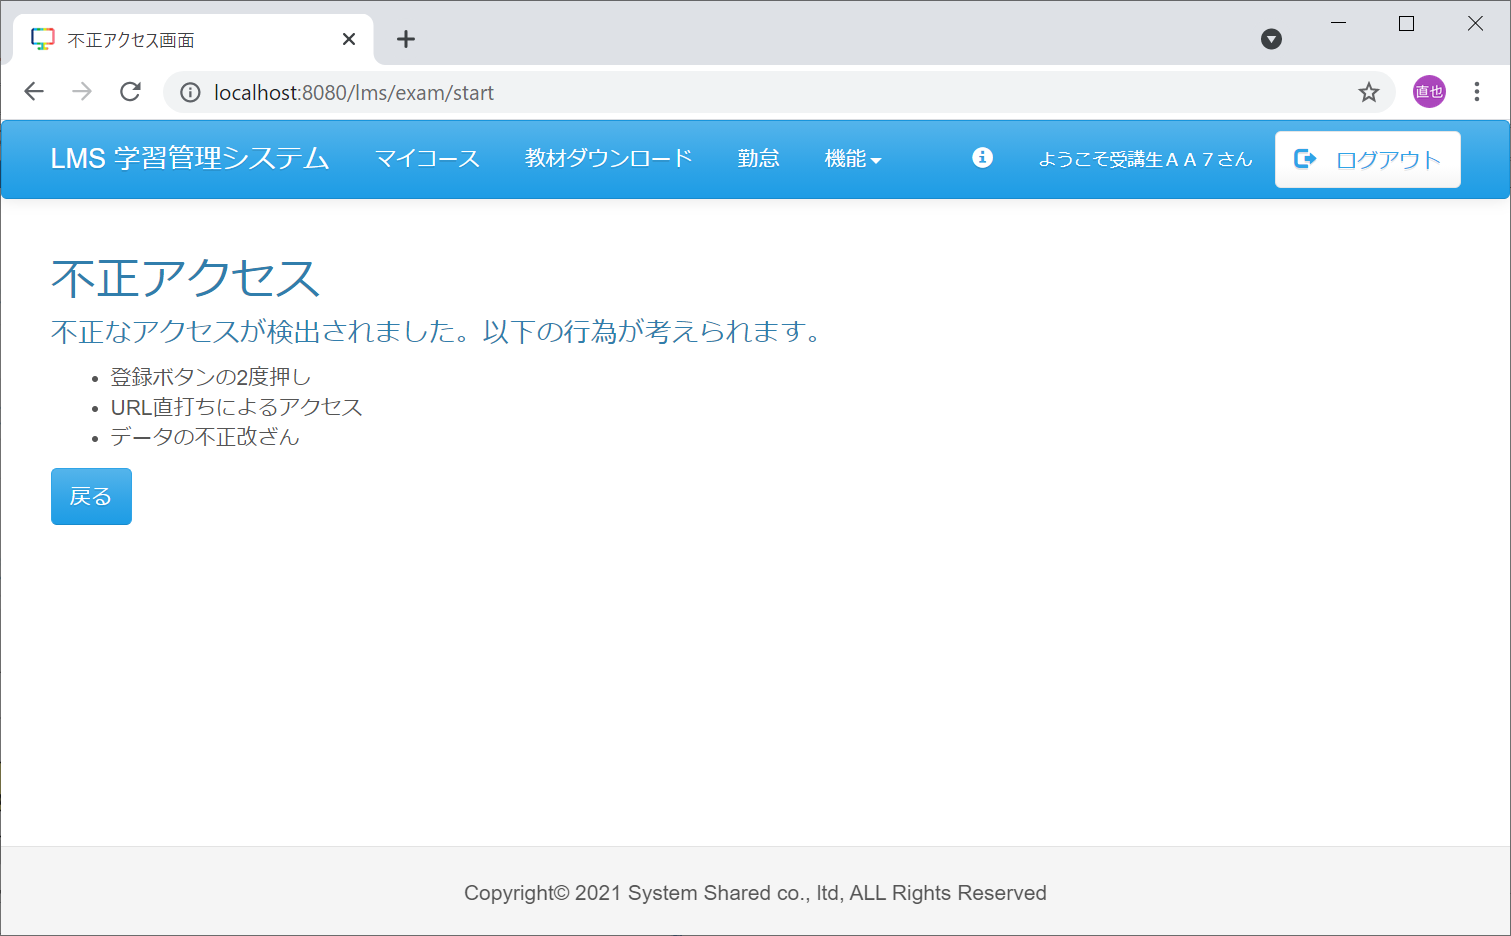 不正アクセス画面
localhost:8080/lms/exam/start
直也
LMS 学習管理システム マイコース 教材ダウンロード 勤怠 機能 ようこそ受講生ＡＡ７さん ログアウト
不正アクセス
不正なアクセスが検出されました。以下の行為が考えられます。
• 登録ボタンの2度押し
• URL直打ちによるアクセス
• データの不正改ざん
戻る
Copyright© 2021 System Shared co., ltd, ALL Rights Reserved